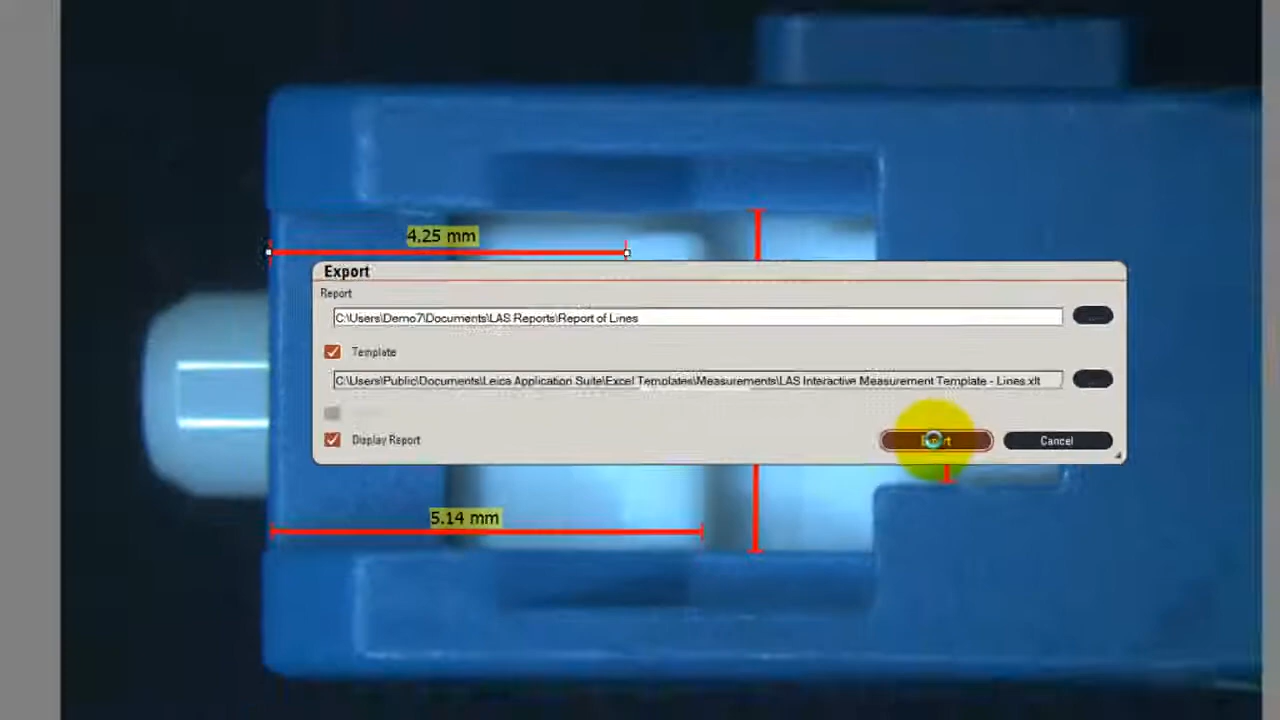 4.25 mm
Export
Report
C:\Users\Demo7\Documents\LAS Reports\Report of Lines
Template
C:\Users\Public\Documents\Leica Application Suite\Excel Templates\Measurements\LAS Interactive Measurement Template - Lines.xlt
Display Report
Export
Cancel
5.14 mm